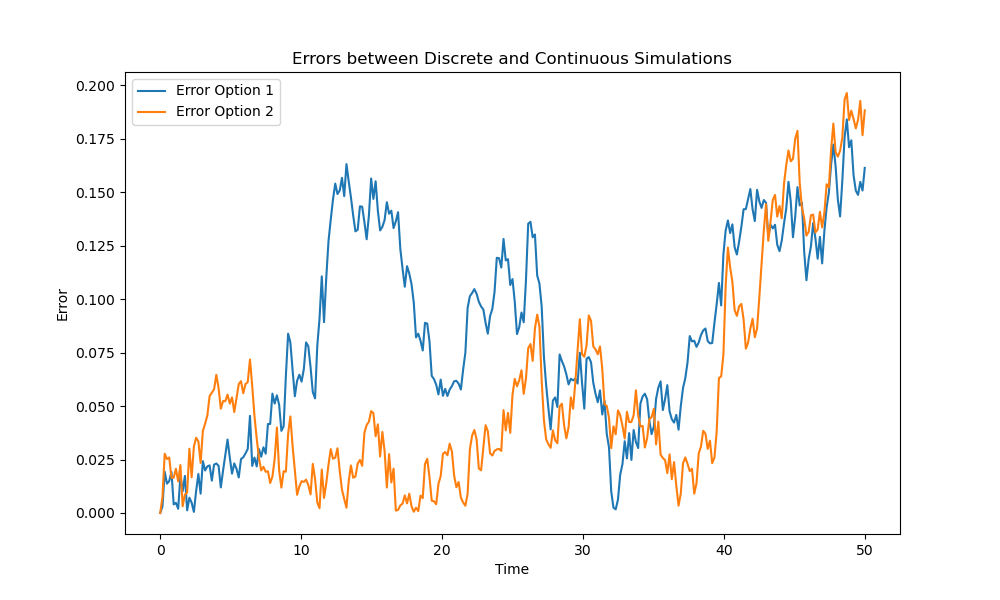 Errors between Discrete and Continuous Simulations
Error Option 1
Error Option 2
0.200
0.175
0.150
0.125
0.100
0.075
0.050
0.025
0.000
Error
0 10 20 30 40 50
Time